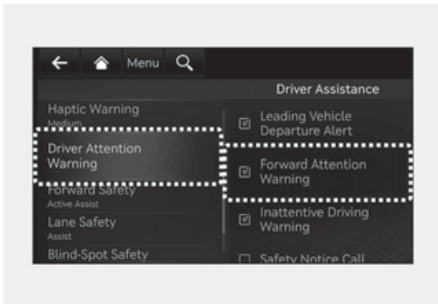 Menu
Driver Assistance
Haptic Warning
Medium
Driver Attention
Warning
Forward Safety
Active Assist
Lane Safety
Assist
Blind-Spot Safety
Leading Vehicle
Departure Alert
Forward Attention
Warning
Inattentive Driving
Warning
Safety Notice Call